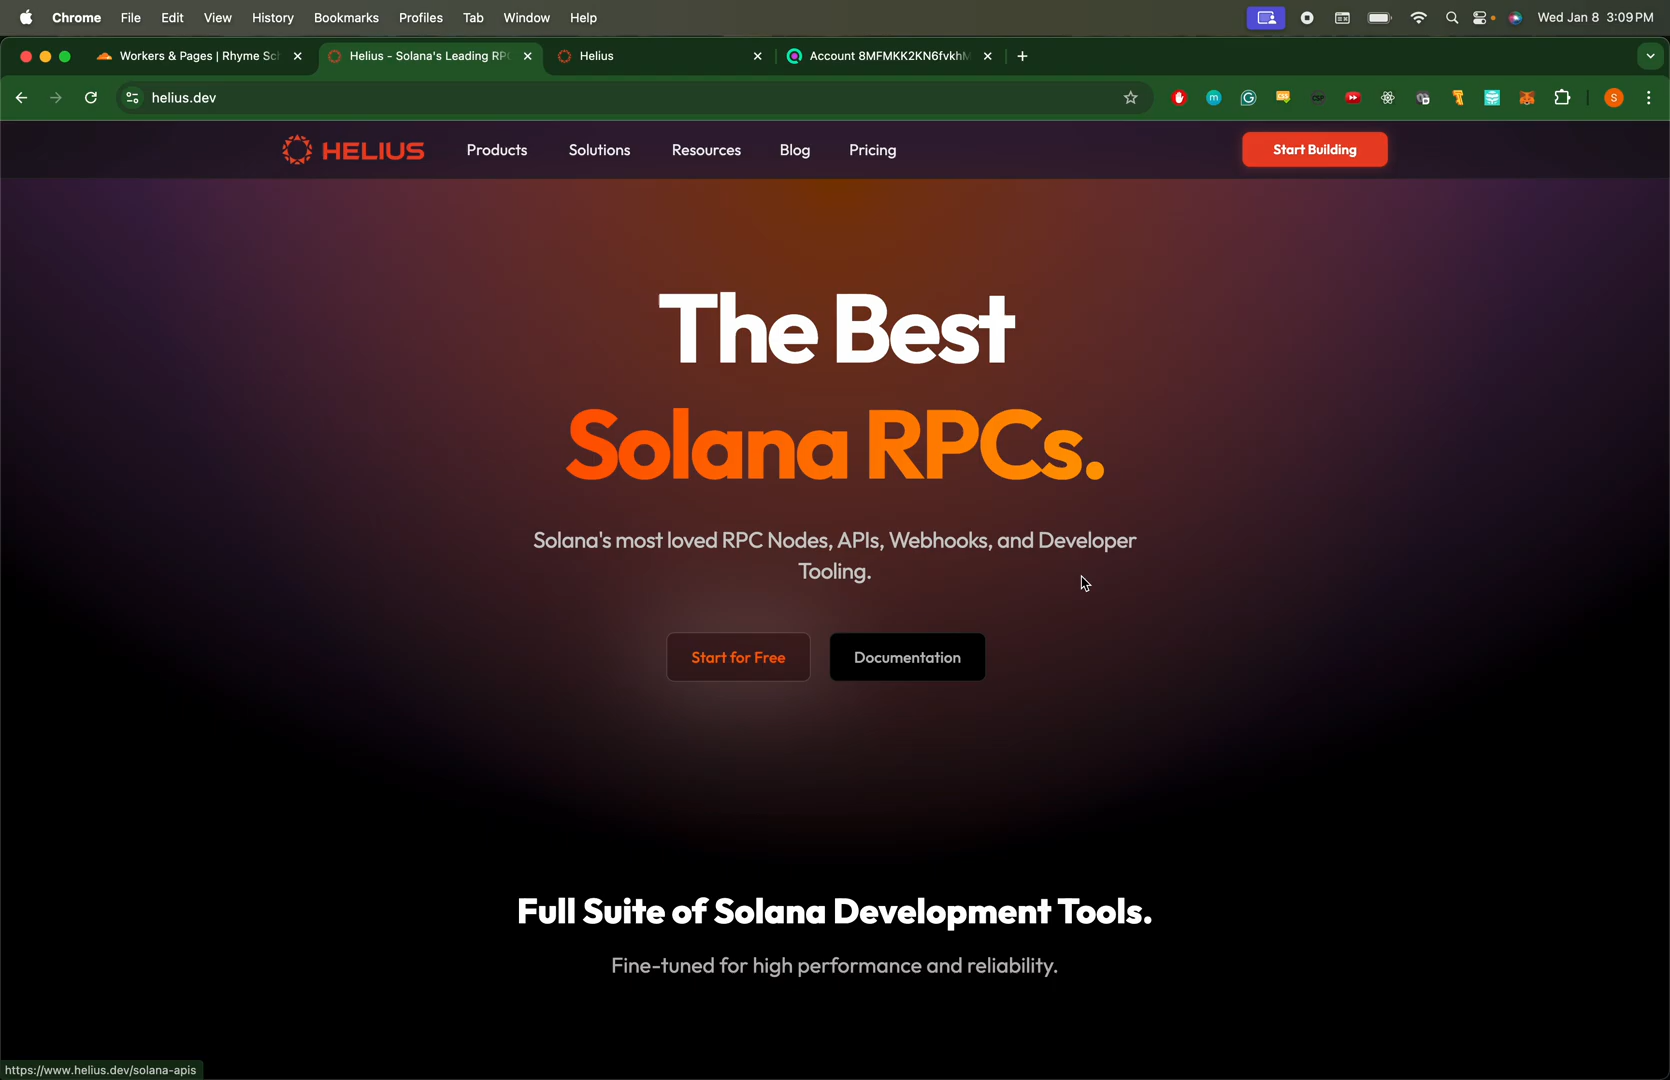 Chrome File Edit View History Bookmarks Profiles Tab Window Help Wed Jan 8 3:09 PM
Workers & Pages | Rhyme Sch Helius - Solana's Leading RPC Helius Account 8MFMKK2KN6fvkhM
helius.dev
HELIUS Products Solutions Resources Blog Pricing Start Building
The Best
Solana RPCs.
Solana's most loved RPC Nodes, APIs, Webhooks, and Developer
Tooling.
Start for Free Documentation
Full Suite of Solana Development Tools.
Fine-tuned for high performance and reliability.
https://www.helius.dev/solana-apis